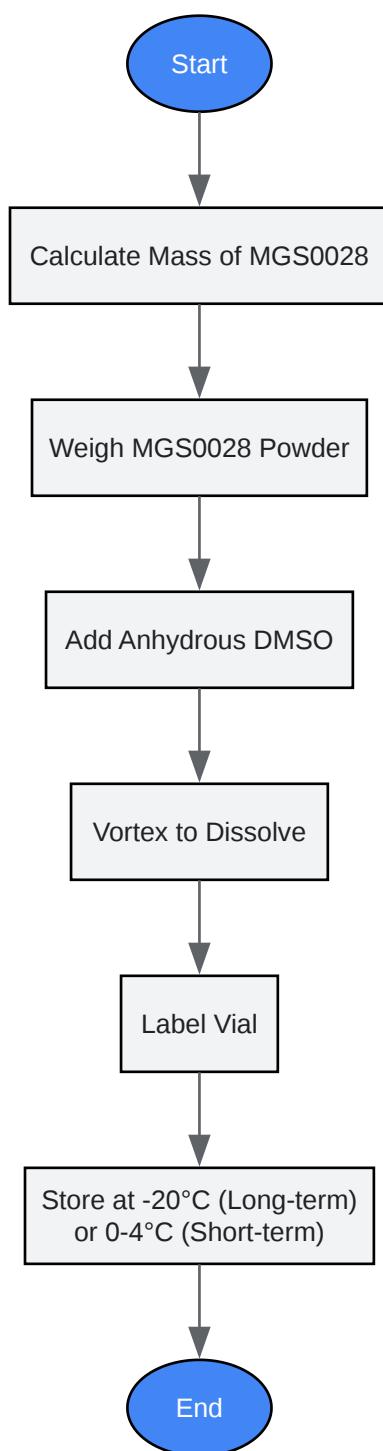 Start
Calculate Mass of MGS0028
Weigh MGS0028 Powder
Add Anhydrous DMSO
Vortex to Dissolve
Label Vial
Store at -20°C (Long-term)
or 0-4°C (Short-term)
End